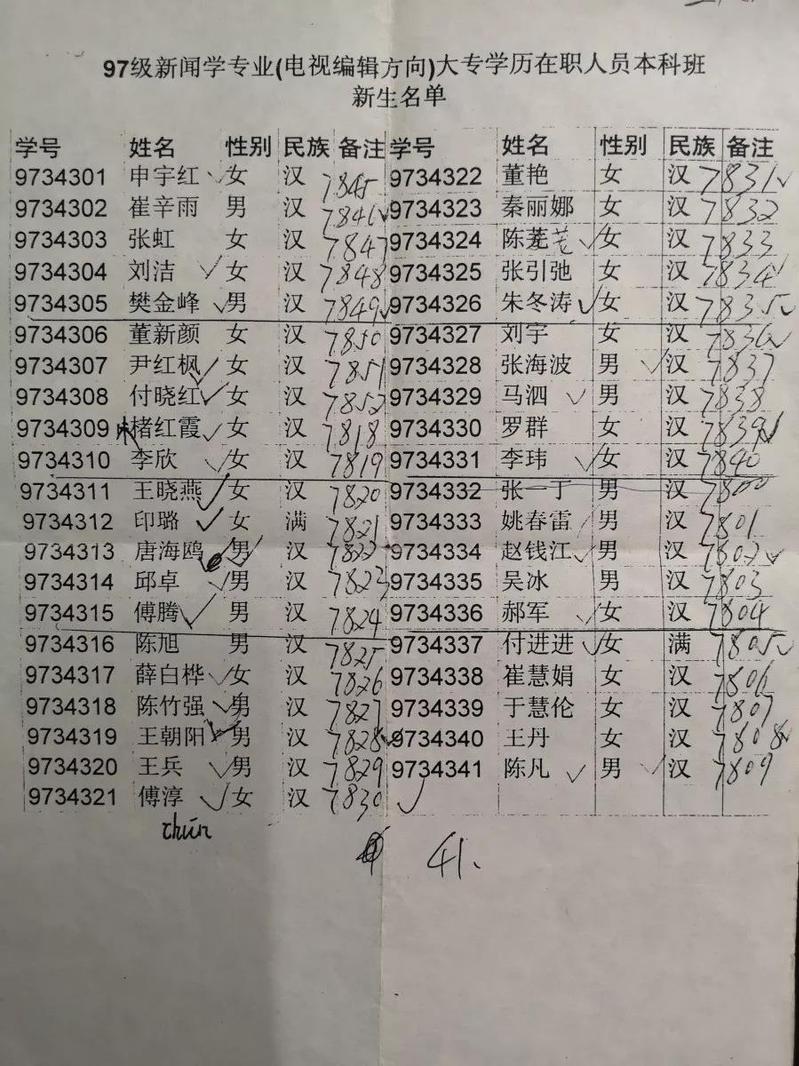 97级新闻学专业(电视编辑方向)大专学历在职人员本科班
新生名单
学号 姓名 性别 民族 备注 学号 姓名 性别 民族 备注
9734301 申宇红 ✓ 女 汉 7845 9734322 董艳 女 汉 7831 ✓
9734302 崔辛雨 男 汉 7846 ✓ 9734323 秦丽娜 女 汉 7832
9734303 张虹 女 汉 7847 9734324 陈茏 ✓ 女 汉 7833
9734304 刘洁 ✓ 女 汉 7848 9734325 张引弛 女 汉 7834 ✓
9734305 樊金峰 ✓ 男 汉 7849 ✓ 9734326 朱冬涛 ✓ 女 汉 7835 ✓
9734306 董新颜 女 汉 7850 9734327 刘宇 女 汉 7836 ✓
9734307 尹红枫 ✓ 女 汉 7851 9734328 张海波 男 ✓ 汉 7837
9734308 付晓红 ✓ 女 汉 7852 9734329 马泗 ✓ 男 汉 7838
9734309 楮红霞 ✓ 女 汉 7818 9734330 罗群 女 汉 7839 ✓
9734310 李欣 ✓ 女 汉 7819 9734331 李玮 ✓ 女 汉 7840
9734311 王晓燕 ✓ 女 汉 7820 9734332 张一于 男 汉 7800
9734312 印璐 ✓ 女 满 7821 9734333 姚春雷 ✓ 男 汉 7801
9734313 唐海鸥 男 ✓ 汉 7822 9734334 赵钱江 ✓ 男 汉 7802 ✓
9734314 邱卓 ✓ 男 汉 7823 9734335 吴冰 男 汉 7803
9734315 傅腾 ✓ 男 汉 7824 9734336 郝军 ✓ 女 汉 7804
9734316 陈旭 男 汉 7825 9734337 付进进 ✓ 女 满 7805 ✓
9734317 薛白桦 ✓ 女 汉 7826 9734338 崔慧娟 女 汉 7806
9734318 陈竹强 ✓ 男 汉 7827 9734339 于慧伦 女 汉 7807
9734319 王朝阳 ✓ 男 汉 7828 ✓ 9734340 王丹 女 汉 7808 ✓
9734320 王兵 ✓ 男 汉 7829 9734341 陈凡 ✓ 男 ✓ 汉 7809
9734321 傅淳 ✓ 女 汉 7830 ✓
chún
41.